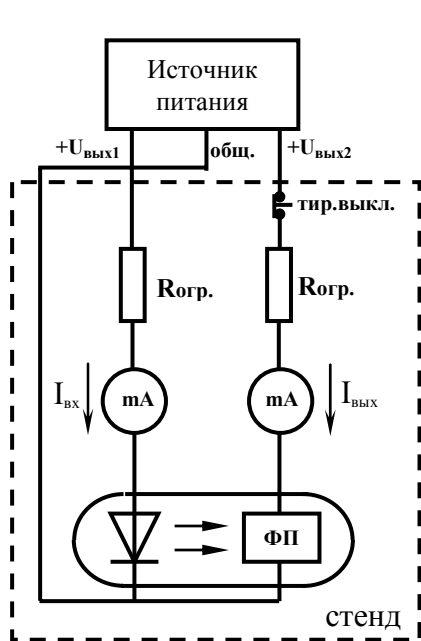 Источник
питания
+Uвых1
общ.
+Uвых2
тир.выкл.
Rогр.
Rогр.
Iвх
mA
mA
Iвых
ФП
стенд